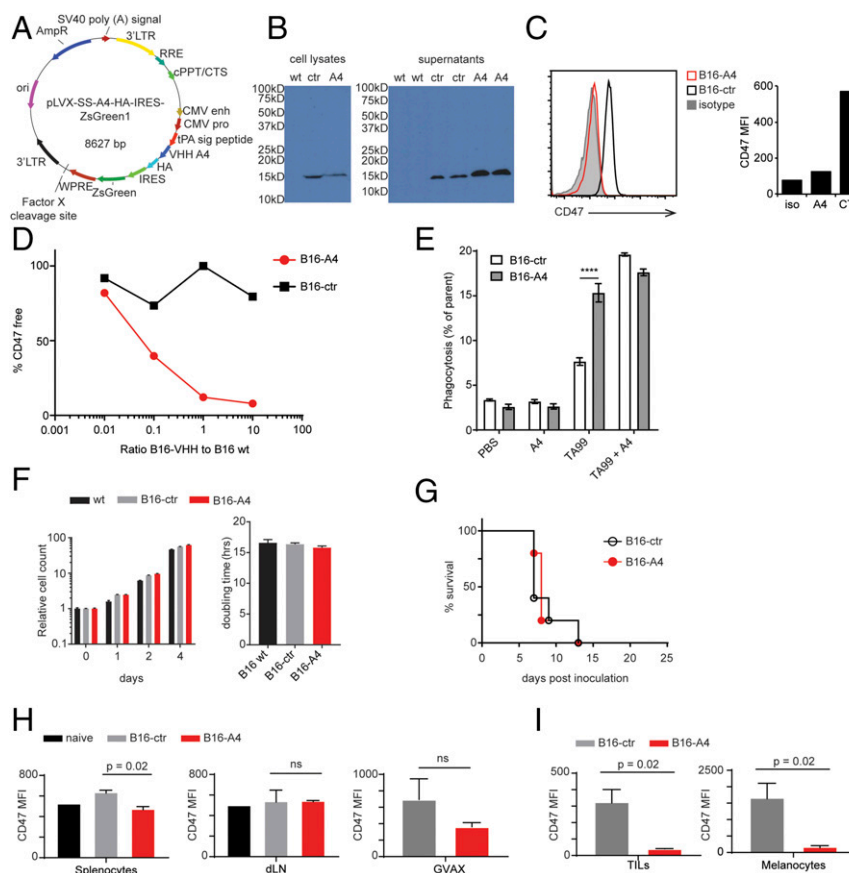 A
SV40 poly (A) signal
AmpR
3'LTR
RRE
cPPT/CTS
ori
pLVX-SS-A4-HA-IRES-
ZsGreen1
8627 bp
CMV enh
CMV pro
tPA sig peptide
VHH A4
HA
IRES
ZsGreen
WPRE
3'LTR
Factor X
cleavage site
B
cell lysates
wt ctr A4
100kD
75kD
50kD
37kD
25kD
20kD
15kD
10kD
supernatants
wt wt ctr ctr A4 A4
100kD
75kD
50kD
37kD
25kD
20kD
15kD
10kD
C
B16-A4
B16-ctr
isotype
CD47
CD47 MFI
600
400
200
0
iso A4 CT
D
% CD47 free
100
50
0
0.001 0.01 0.1 1 10 100
Ratio B16-VHH to B16 wt
B16-A4
B16-ctr
E
B16-ctr
B16-A4
****
Phagocytosis (% of parent)
20
15
10
5
0
PBS
A4
TA99
TA99 + A4
F
wt B16-ctr B16-A4
Relative cell count
100
10
1
0.1
0 1 2 4
days
doubling time (hrs)
20
15
10
5
0
B16 wt
B16-ctr
B16-A4
G
% survival
100
50
0
0 5 10 15 20 25
days post inoculation
B16-ctr
B16-A4
H
naive B16-ctr B16-A4
CD47 MFI
800
400
0
p = 0.02
Splenocytes
CD47 MFI
800
400
0
ns
dLN
CD47 MFI
1000
600
200
0
ns
GVAX
I
B16-ctr B16-A4
CD47 MFI
500
300
100
0
p = 0.02
TILs
CD47 MFI
2500
1500
500
0
p = 0.02
Melanocytes